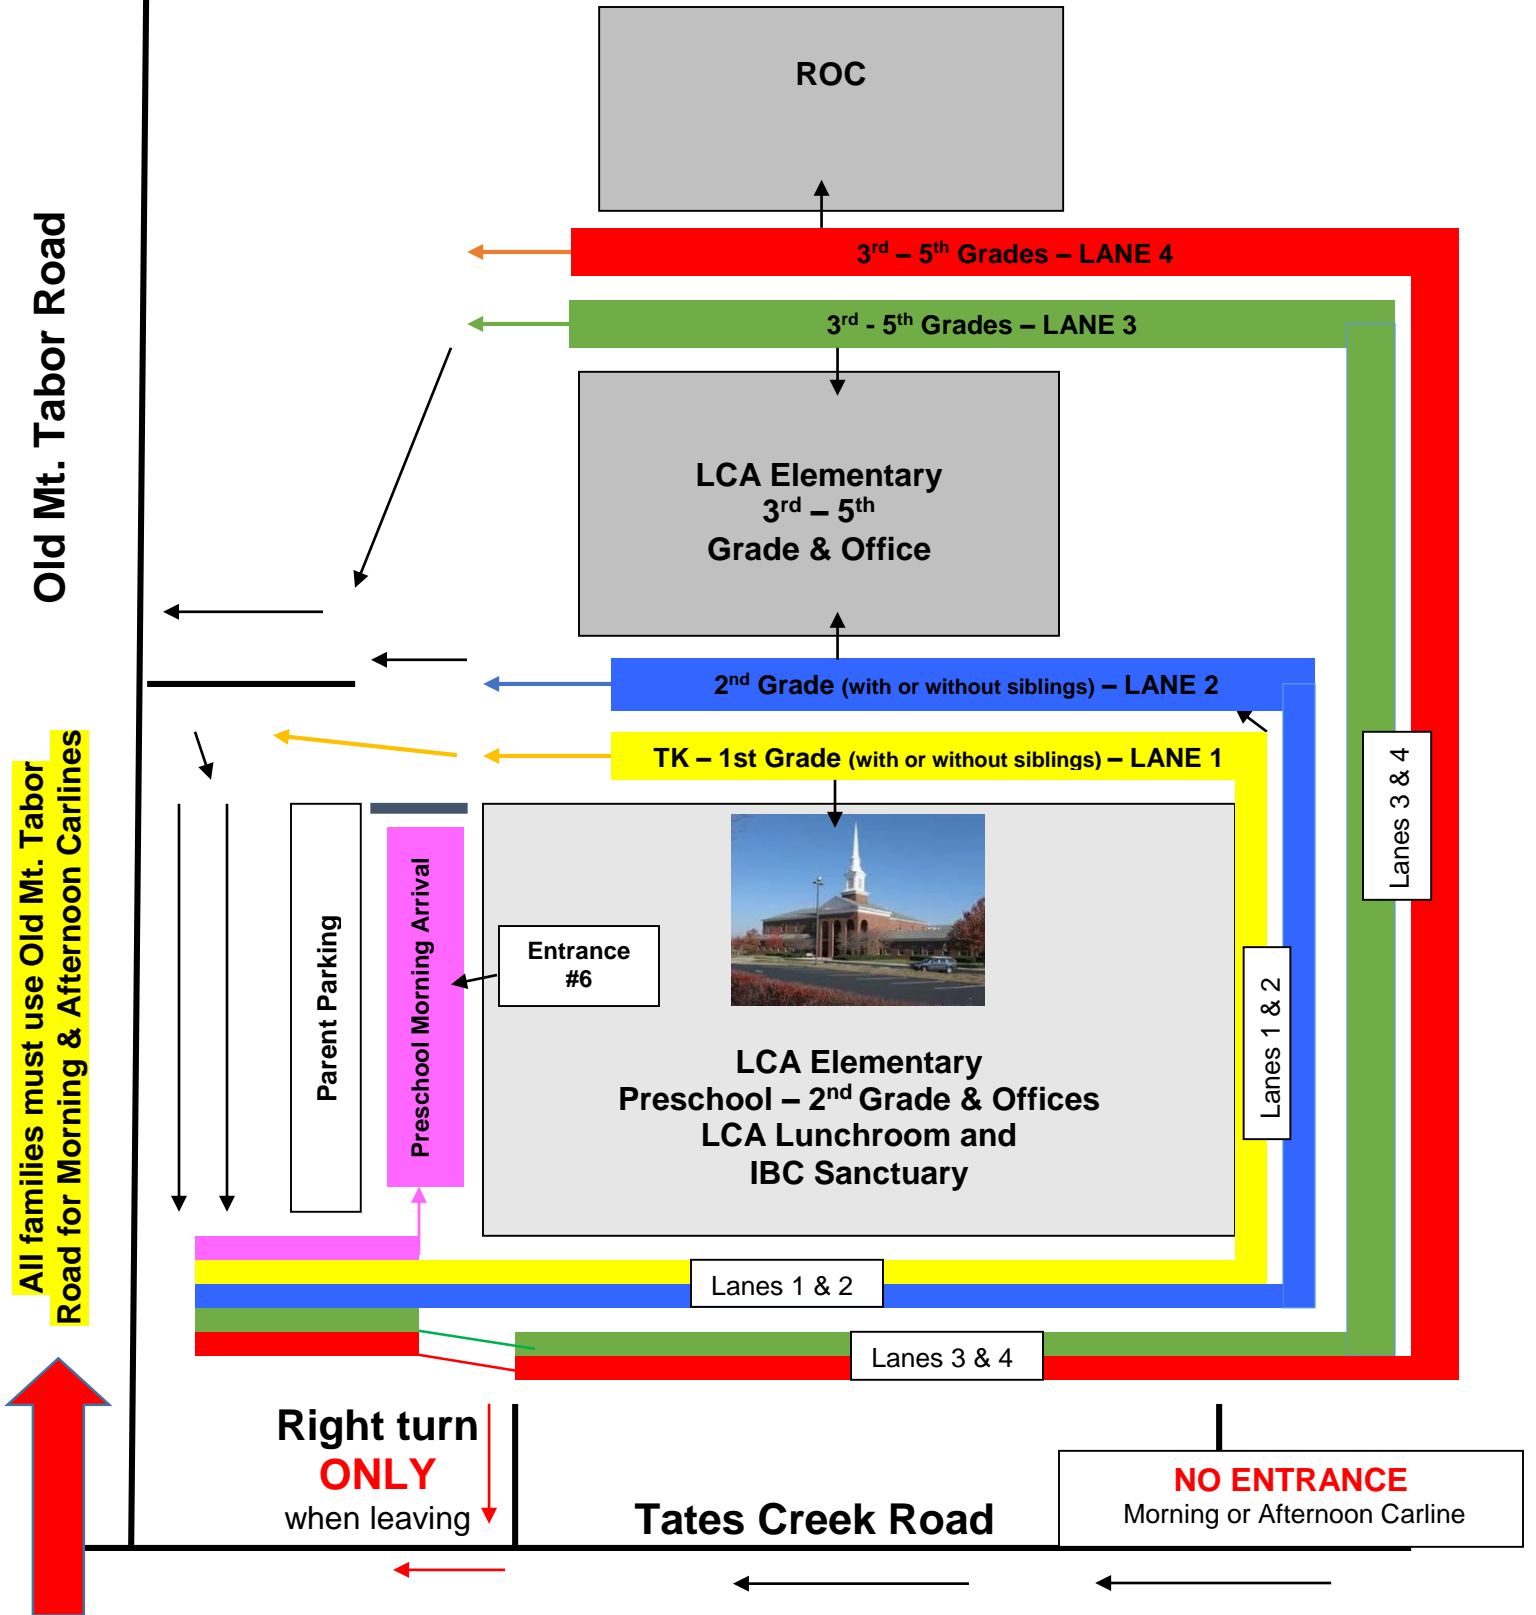 ROC
3rd – 5th Grades – LANE 4
3rd - 5th Grades – LANE 3
Old Mt. Tabor Road
LCA Elementary
3rd – 5th
Grade & Office
2nd Grade (with or without siblings) – LANE 2
TK – 1st Grade (with or without siblings) – LANE 1
Lanes 3 & 4
All families must use Old Mt. Tabor
Road for Morning & Afternoon Carlines
Parent Parking
Preschool Morning Arrival
Entrance
#6
Lanes 1 & 2
LCA Elementary
Preschool – 2nd Grade & Offices
LCA Lunchroom and
IBC Sanctuary
Lanes 1 & 2
Lanes 3 & 4
Right turn
ONLY
when leaving
Tates Creek Road
NO ENTRANCE
Morning or Afternoon Carline